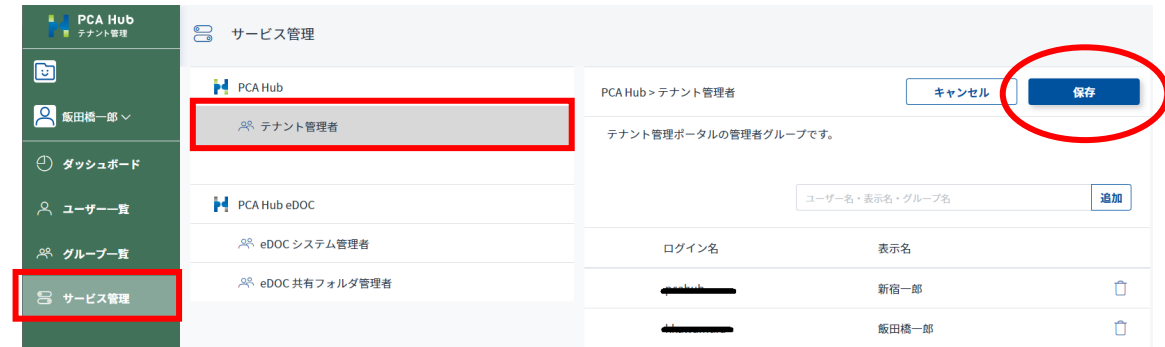 PCA Hub
テナント管理
飯田橋一郎
ダッシュボード
ユーザー一覧
グループ一覧
サービス管理
サービス管理
PCA Hub
テナント管理者
PCA Hub eDOC
eDOC システム管理者
eDOC 共有フォルダ管理者
PCA Hub > テナント管理者
キャンセル
保存
テナント管理ポータルの管理者グループです。
ユーザー名・表示名・グループ名
追加
ログイン名 表示名
新宿一郎
飯田橋一郎